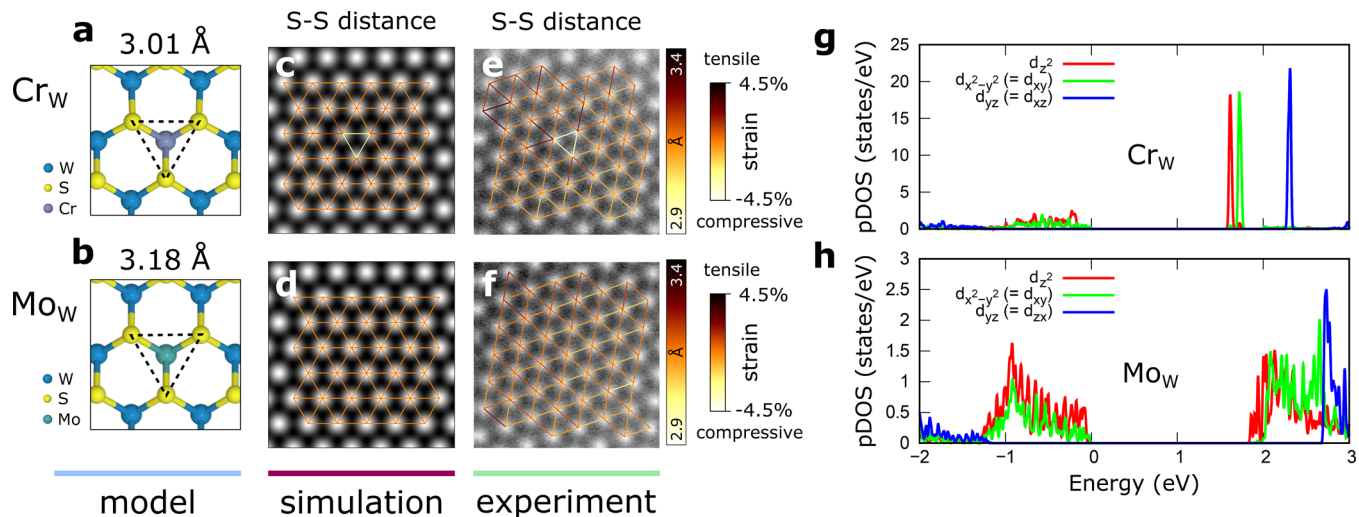 a
3.01 Å
Cr_W
W
S
Cr
b
3.18 Å
Mo_W
W
S
Mo
model
S-S distance
c
d
simulation
S-S distance
e
3.4
Å
2.9
tensile
4.5%
strain
-4.5%
compressive
f
3.4
Å
2.9
tensile
4.5%
strain
-4.5%
compressive
experiment
g
pDOS (states/eV)
25
20
15
10
5
0
d_z²
d_x²−y² (= d_xy)
d_yz (= d_xz)
Cr_W
h
pDOS (states/eV)
3
2.5
2
1.5
1
0.5
0
d_z²
d_x²−y² (= d_xy)
d_yz (= d_zx)
Mo_W
−2 −1 0 1 2 3
Energy (eV)